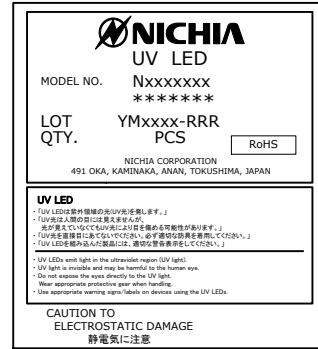 NICHIA
UV LED
MODEL NO. Nxxxxxxx
*******
LOT YMxxxx-RRR
QTY. PCS
RoHS
NICHIA CORPORATION
491 OKA, KAMINAKA, ANAN, TOKUSHIMA, JAPAN
UV LED
・「UV LEDは紫外領域の光(UV光)を発します。」
・「UV光は人間の目には見えませんが、
光が見えていなくてもUV光により目を傷める可能性があります。」
・「UV光を直接目にあてないでください。必ず適切な防具を着用してください。」
・「UV LEDを組み込んだ製品には、適切な警告表示をしてください。」
・UV LEDs emit light in the ultraviolet region (UV light).
・UV light is invisible and may be harmful to the human eye.
・Do not expose the eyes directly to the UV light.
Wear appropriate protective gear when handling.
・Use appropriate warning signs/labels on devices using the UV LEDs.
CAUTION TO
ELECTROSTATIC DAMAGE
静電気に注意